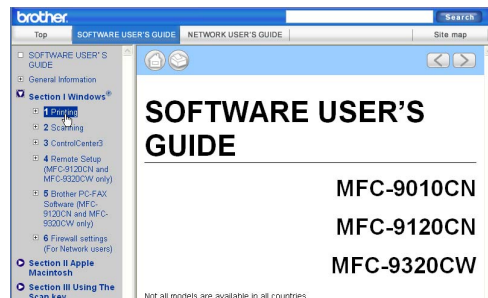 brother.
Search
Top
SOFTWARE USER'S GUIDE
NETWORK USER'S GUIDE
Site map
SOFTWARE USER'S
GUIDE
General Information
Section I Windows®
1 Printing
2 Scanning
3 ControlCenter3
4 Remote Setup
(MFC-9120CN and
MFC-9320CW only)
5 Brother PC-FAX
Software (MFC-
9120CN and MFC-
9320CW only)
6 Firewall settings
(For Network users)
Section II Apple
Macintosh
Section III Using The
Scan key
SOFTWARE USER'S
GUIDE
MFC-9010CN
MFC-9120CN
MFC-9320CW
Not all models are available in all countries.